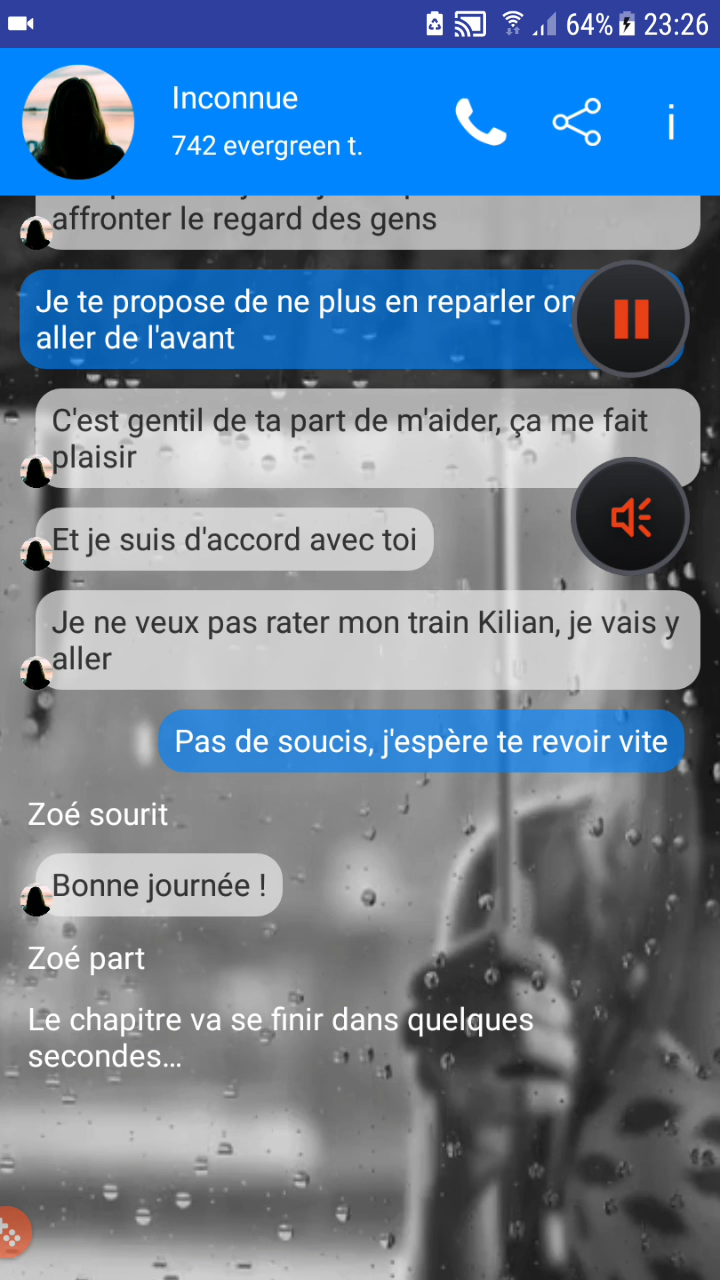 64% 23:26
Inconnue
742 evergreen t.
affronter le regard des gens
Je te propose de ne plus en reparler on
aller de l'avant
C'est gentil de ta part de m'aider, ça me fait
plaisir
Et je suis d'accord avec toi
Je ne veux pas rater mon train Kilian, je vais y
aller
Pas de soucis, j'espère te revoir vite
Zoé sourit
Bonne journée !
Zoé part
Le chapitre va se finir dans quelques
secondes...